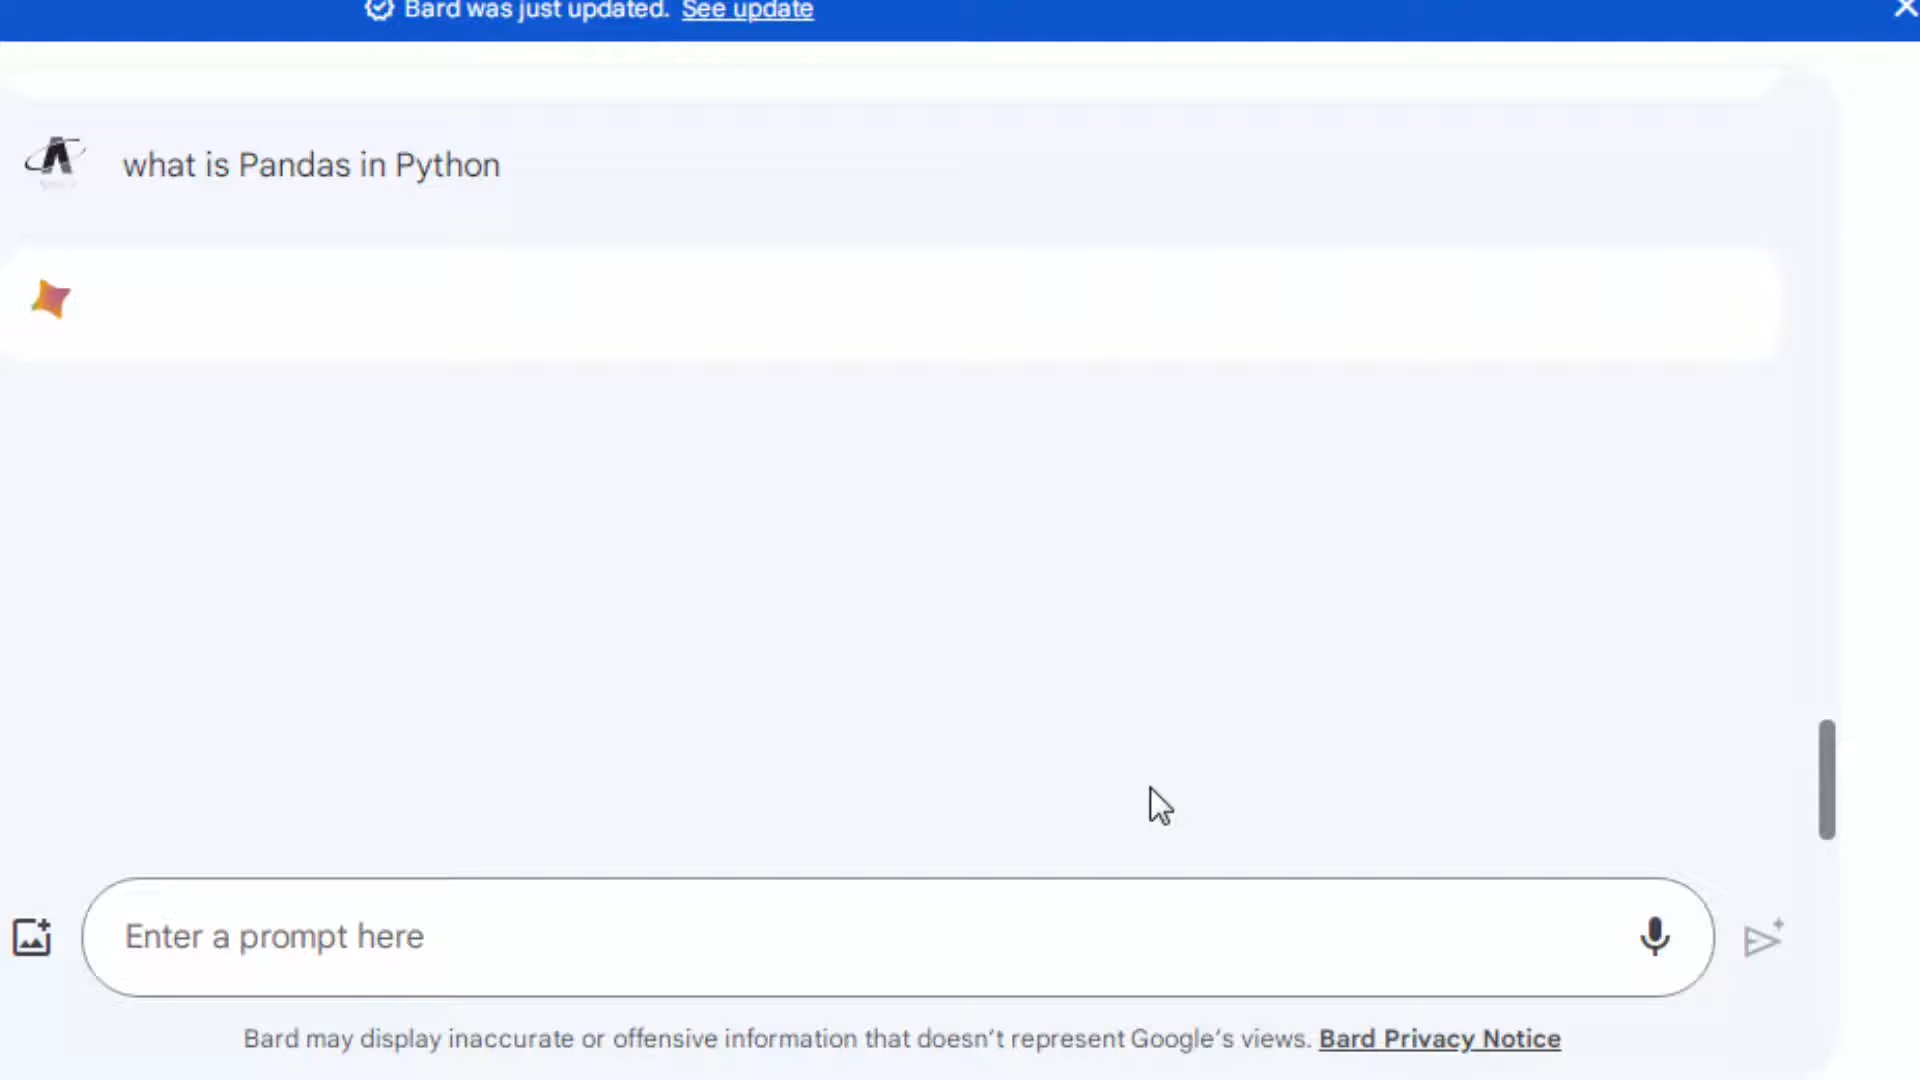 Bard was just updated. See update
what is Pandas in Python
Enter a prompt here
Bard may display inaccurate or offensive information that doesn’t represent Google’s views. Bard Privacy Notice